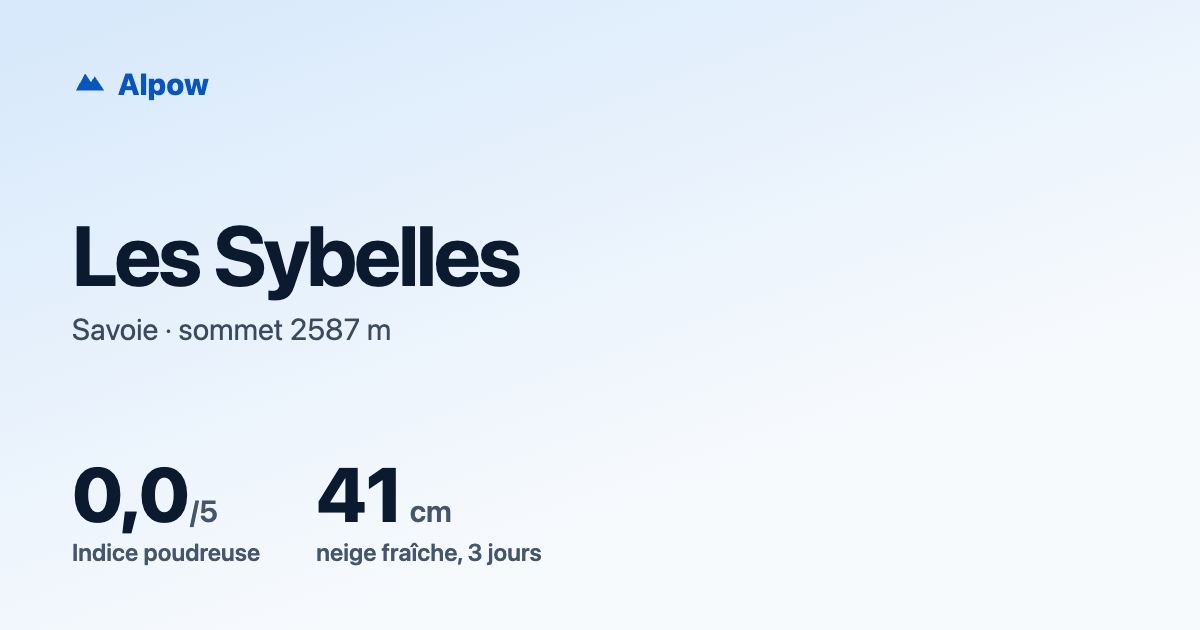 Alpow
Les Sybelles
Savoie · sommet 2587 m
0,0/5
Indice poudreuse
41 cm
neige fraîche, 3 jours